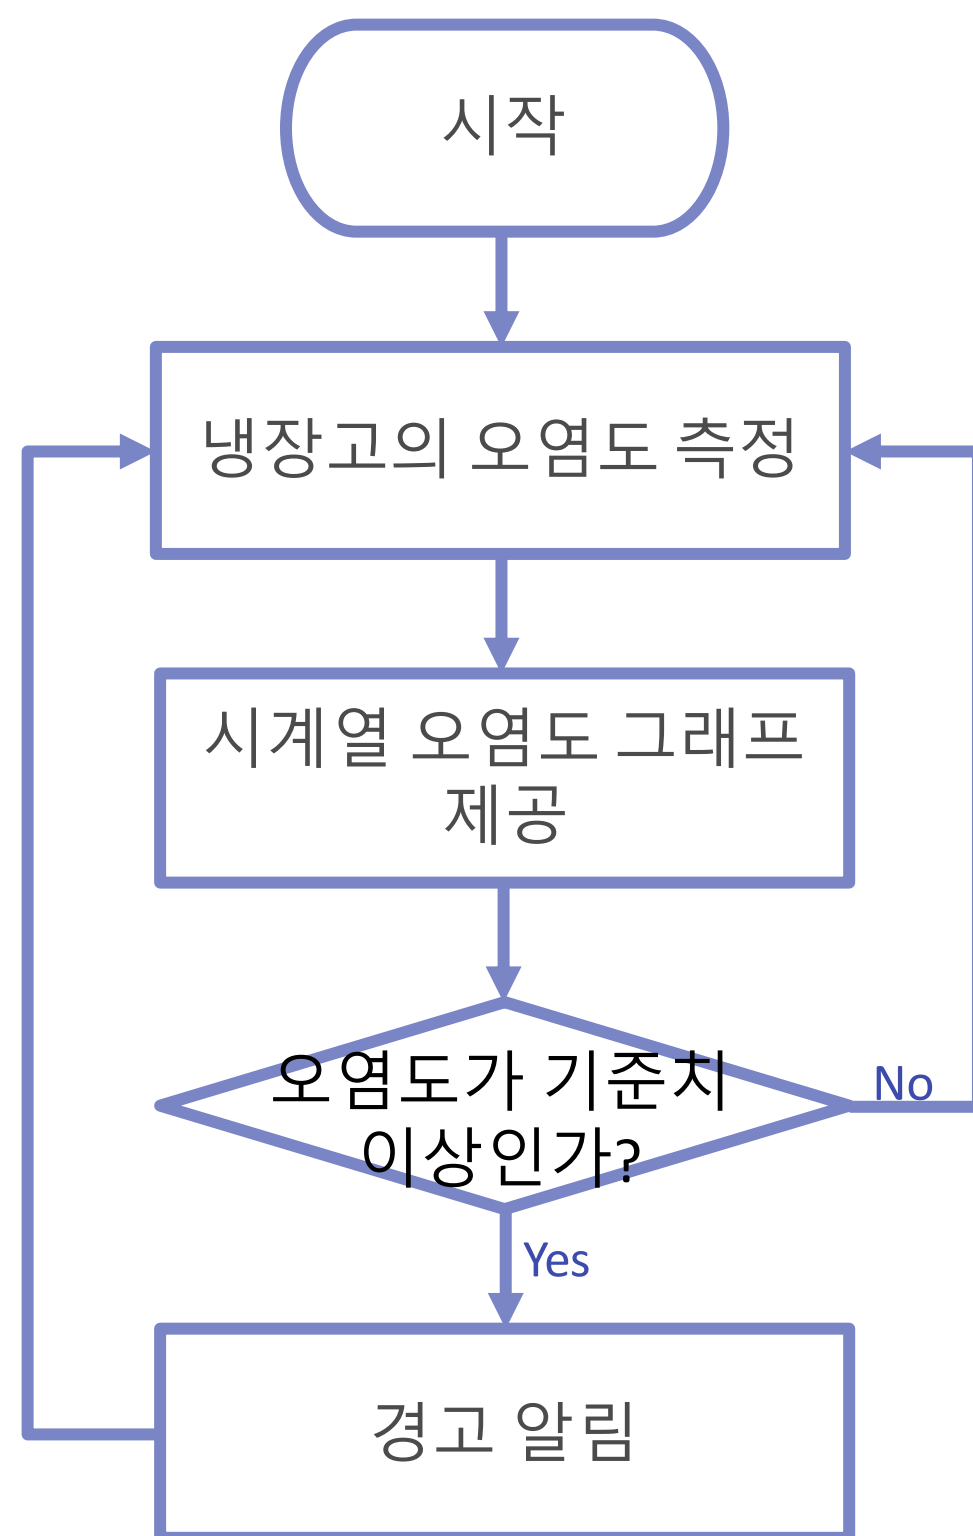 시작
냉장고의 오염도 측정
시계열 오염도 그래프
제공
오염도가 기준치
이상인가?
No
Yes
경고 알림